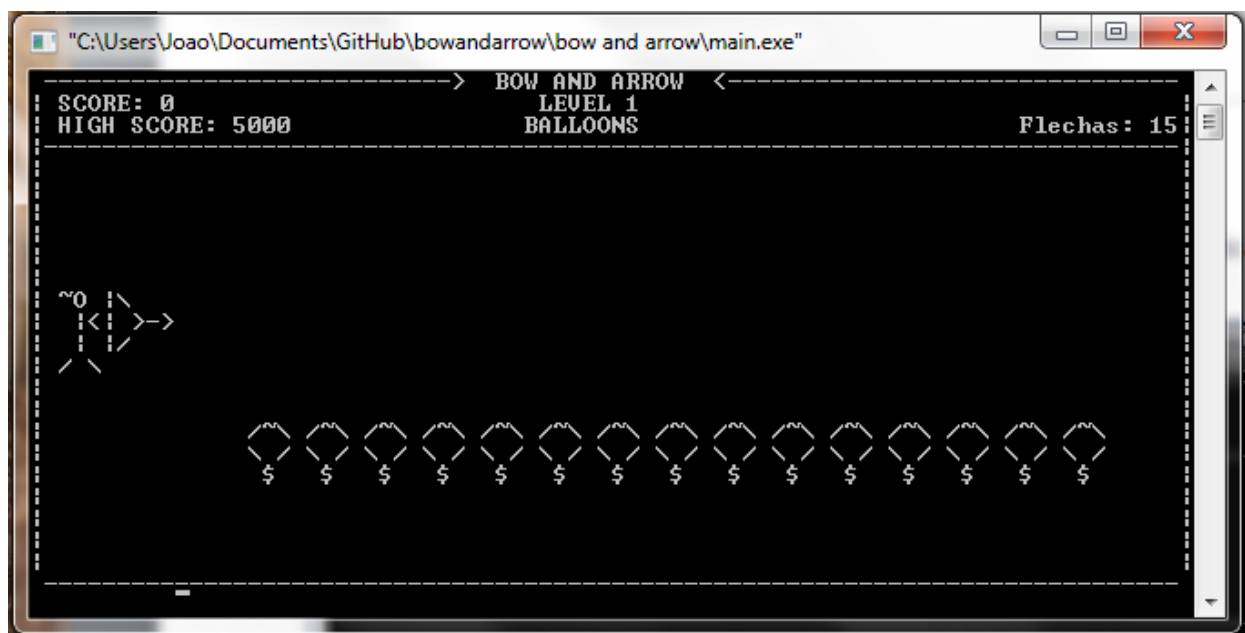 "C:\Users\Joao\Documents\GitHub\bowandarrow\bow and arrow\main.exe"
BOW AND ARROW
SCORE: 0 LEVEL 1
HIGH SCORE: 5000 BALLOONS Flechas: 15